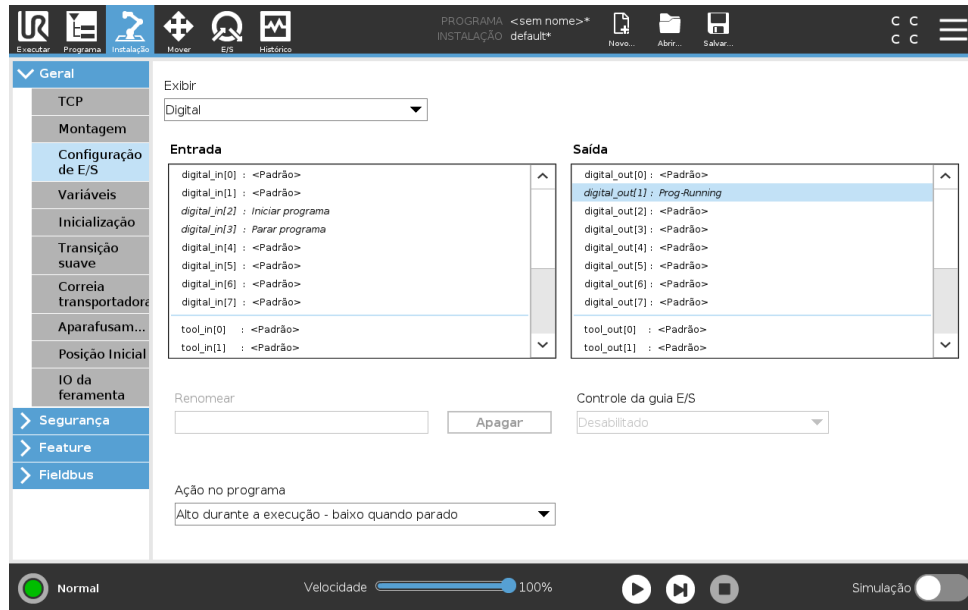 PROGRAMA <sem nome>*
INSTALAÇÃO default*
UR
Executar
Programa
Instalação
Mover
E/S
Histórico
Novo...
Abrir...
Salvar...
C C
C C
Geral
TCP
Montagem
Configuração
de E/S
Variáveis
Inicialização
Transição
suave
Correia
transportadora
Aparafusam...
Posição Inicial
IO da
feramenta
Segurança
Feature
Fieldbus
Exibir
Digital
Entrada
digital_in[0] : <Padrão>
digital_in[1] : <Padrão>
digital_in[2] : Iniciar programa
digital_in[3] : Parar programa
digital_in[4] : <Padrão>
digital_in[5] : <Padrão>
digital_in[6] : <Padrão>
digital_in[7] : <Padrão>
tool_in[0] : <Padrão>
tool_in[1] : <Padrão>
Saída
digital_out[0] : <Padrão>
digital_out[1] : Prog-Running
digital_out[2] : <Padrão>
digital_out[3] : <Padrão>
digital_out[4] : <Padrão>
digital_out[5] : <Padrão>
digital_out[6] : <Padrão>
digital_out[7] : <Padrão>
tool_out[0] : <Padrão>
tool_out[1] : <Padrão>
Renomear
Apagar
Controle da guia E/S
Desabilitado
Ação no programa
Alto durante a execução - baixo quando parado
Normal
Velocidade
100%
Simulação